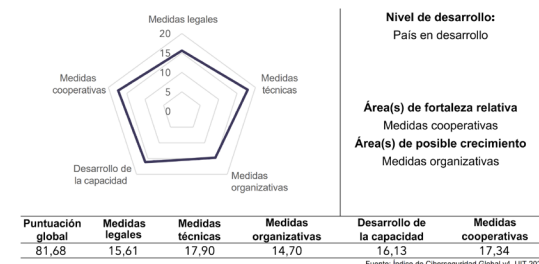 Medidas legales
20
15
10
5
0
Medidas
técnicas
Medidas
organizativas
Desarrollo de
la capacidad
Medidas
cooperativas
Nivel de desarrollo:
País en desarrollo
Área(s) de fortaleza relativa
Medidas cooperativas
Área(s) de posible crecimiento
Medidas organizativas
Puntuación global Medidas legales Medidas técnicas Medidas organizativas Desarrollo de la capacidad Medidas cooperativas
81,68 15,61 17,90 14,70 16,13 17,34
Fuente: Índice de Ciberseguridad Global v4, UIT